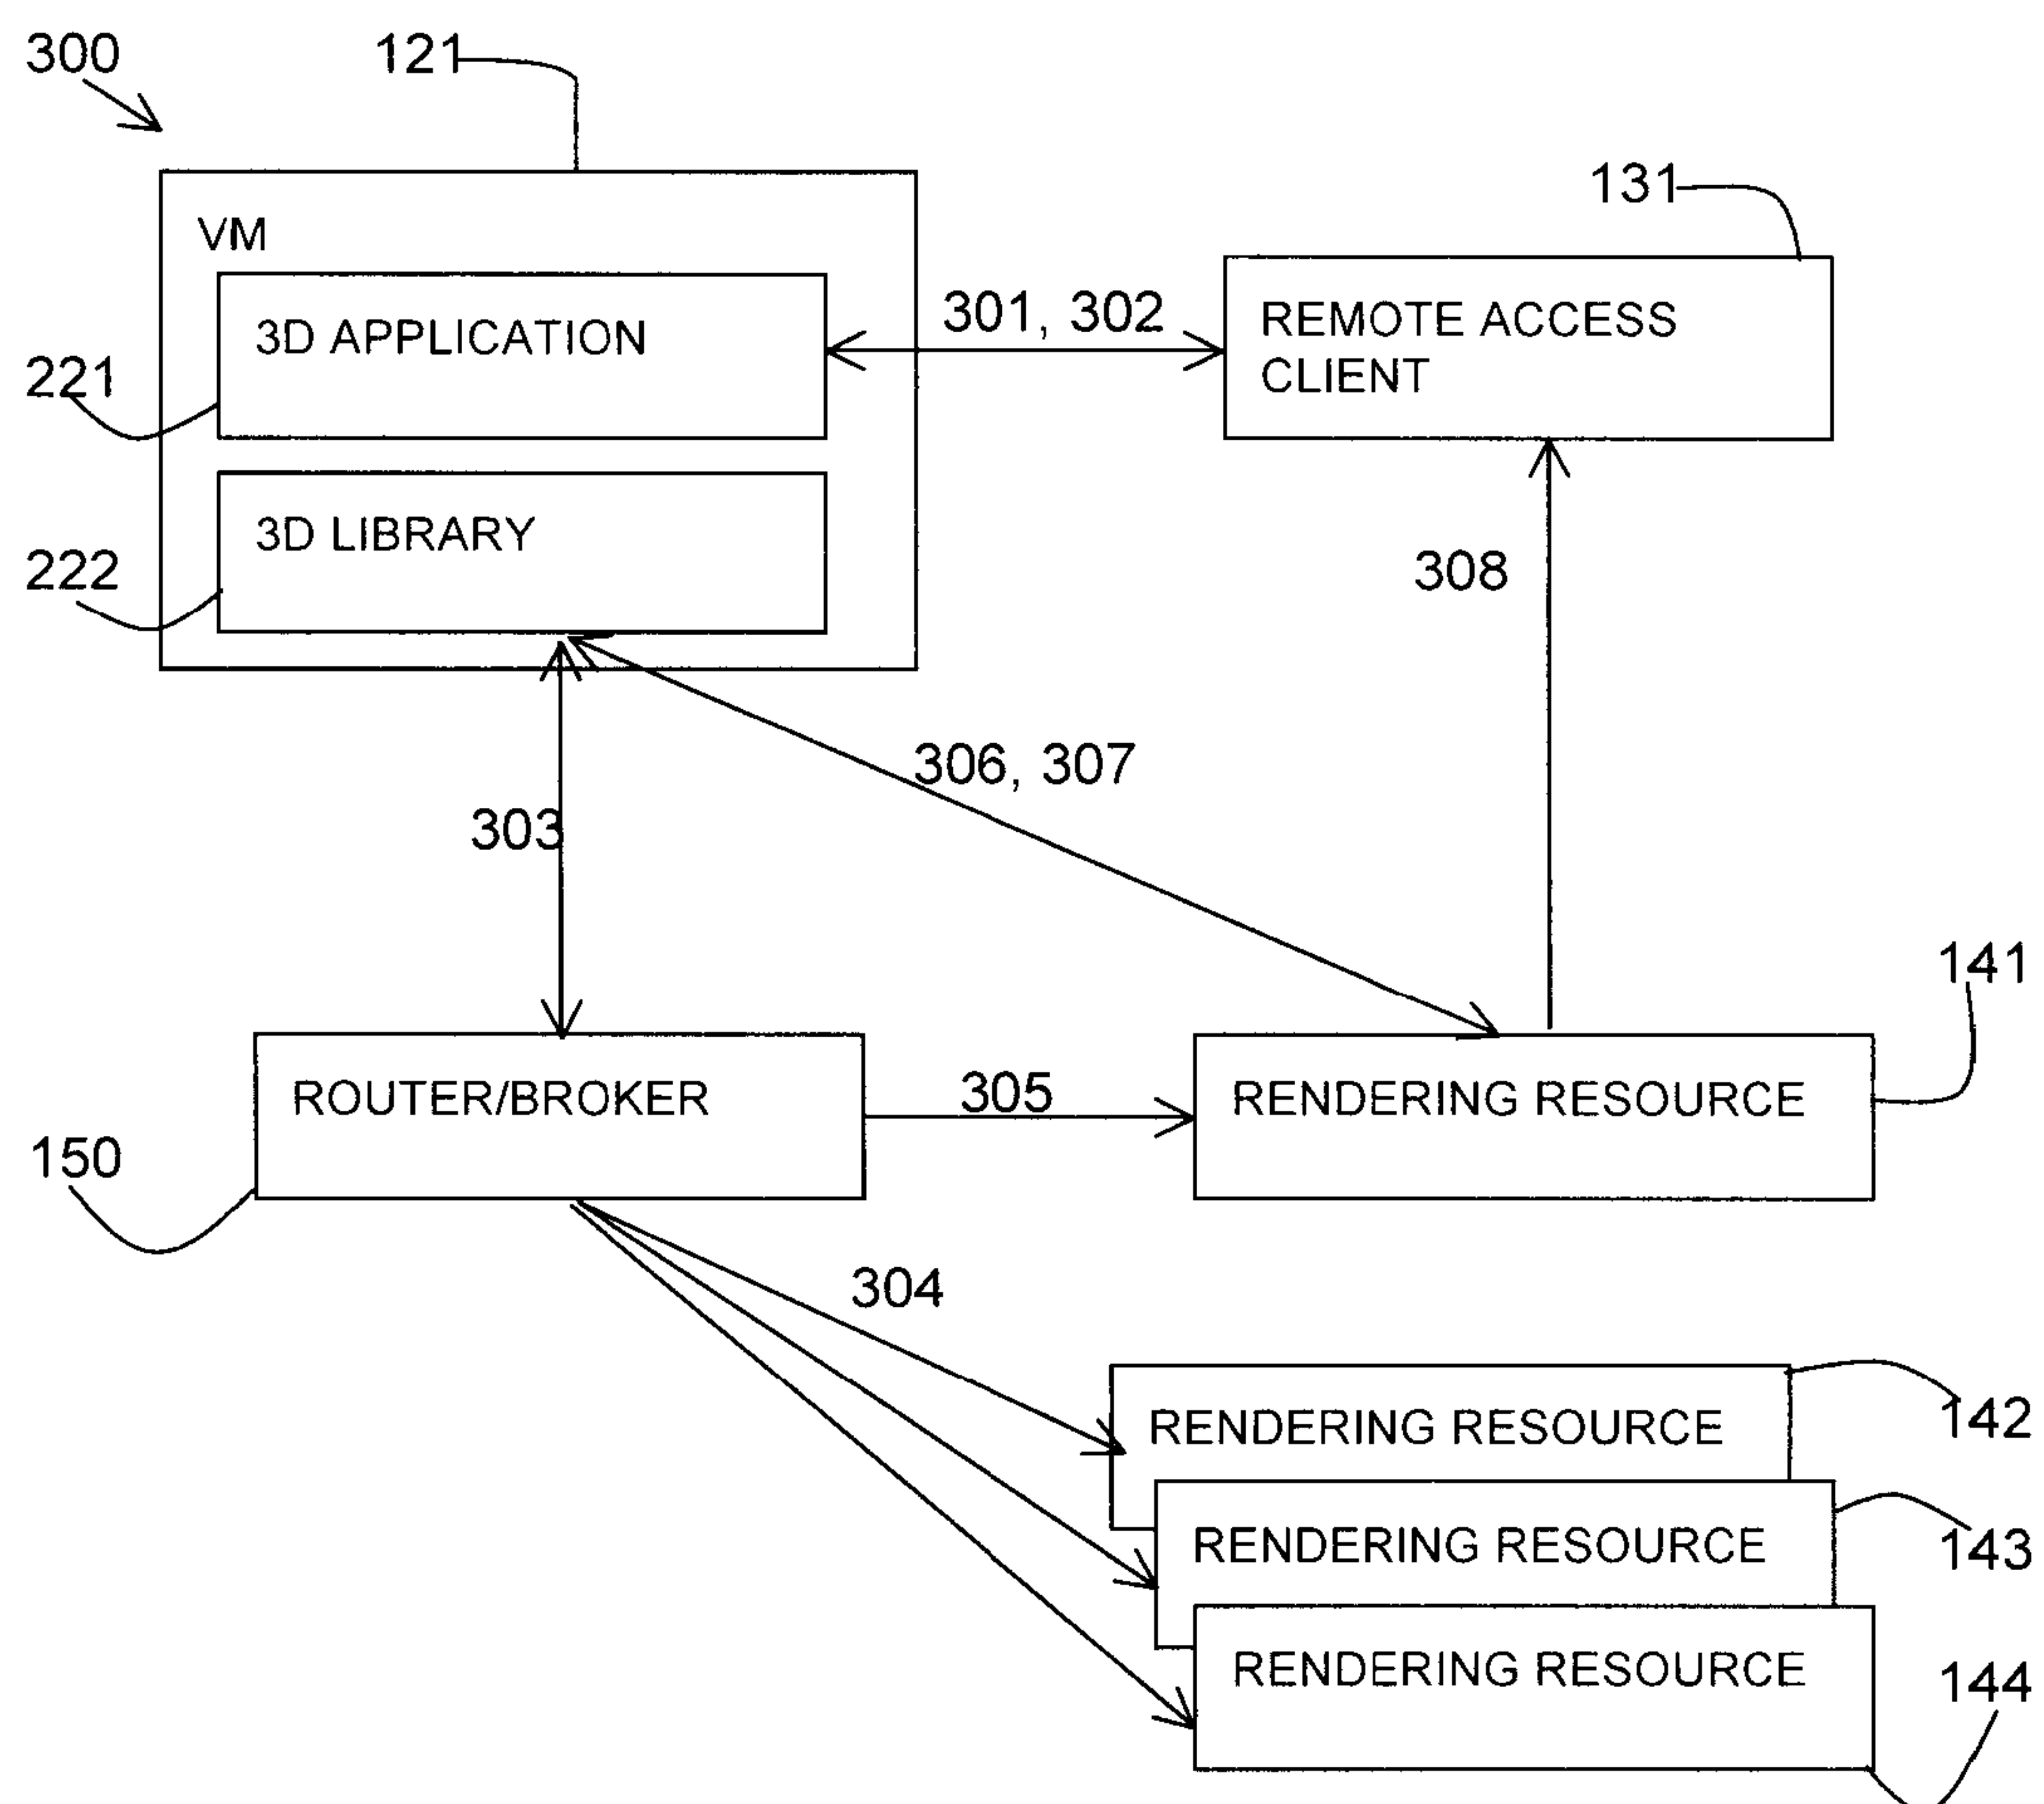 300
121
131
VM
3D APPLICATION
301, 302
REMOTE ACCESS
CLIENT
221
3D LIBRARY
222
308
306, 307
303
141
ROUTER/BROKER
305
RENDERING RESOURCE
150
304
RENDERING RESOURCE
142
RENDERING RESOURCE
143
RENDERING RESOURCE
144